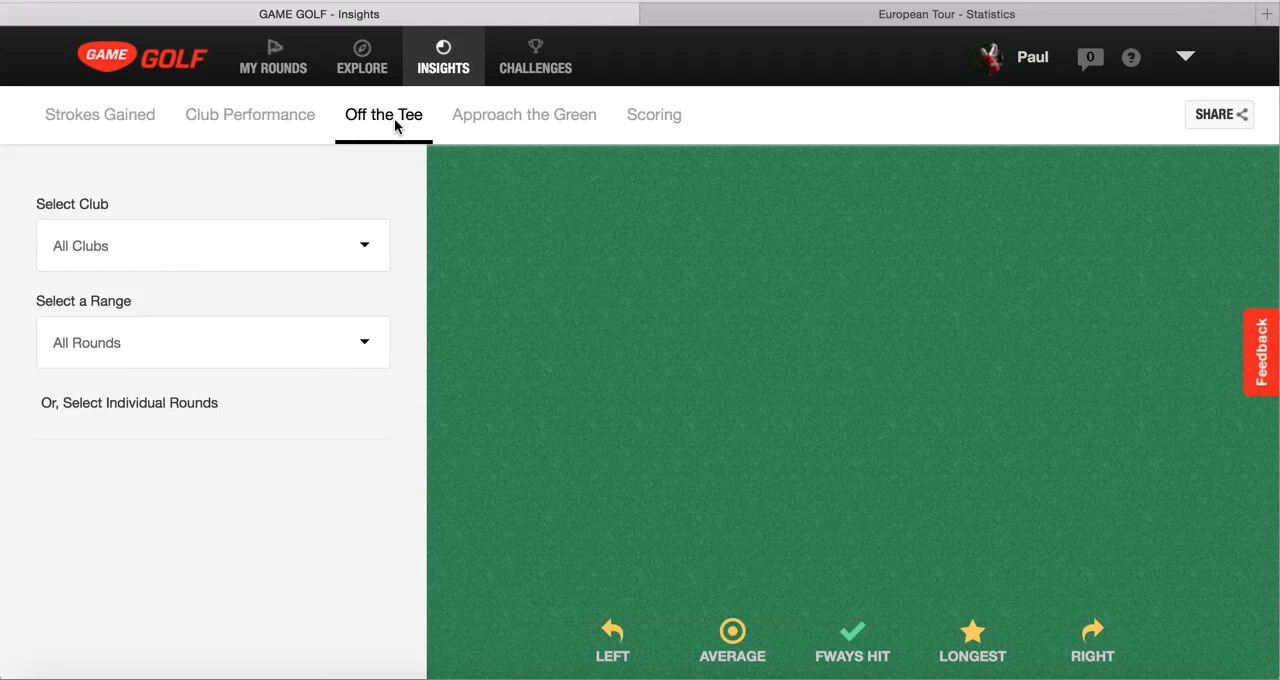 GAME GOLF - Insights
European Tour - Statistics
GAME GOLF
MY ROUNDS
EXPLORE
INSIGHTS
CHALLENGES
Paul
0
?
Strokes Gained
Club Performance
Off the Tee
Approach the Green
Scoring
SHARE
Select Club
All Clubs
Select a Range
All Rounds
Or, Select Individual Rounds
Feedback
LEFT
AVERAGE
FWAYS HIT
LONGEST
RIGHT